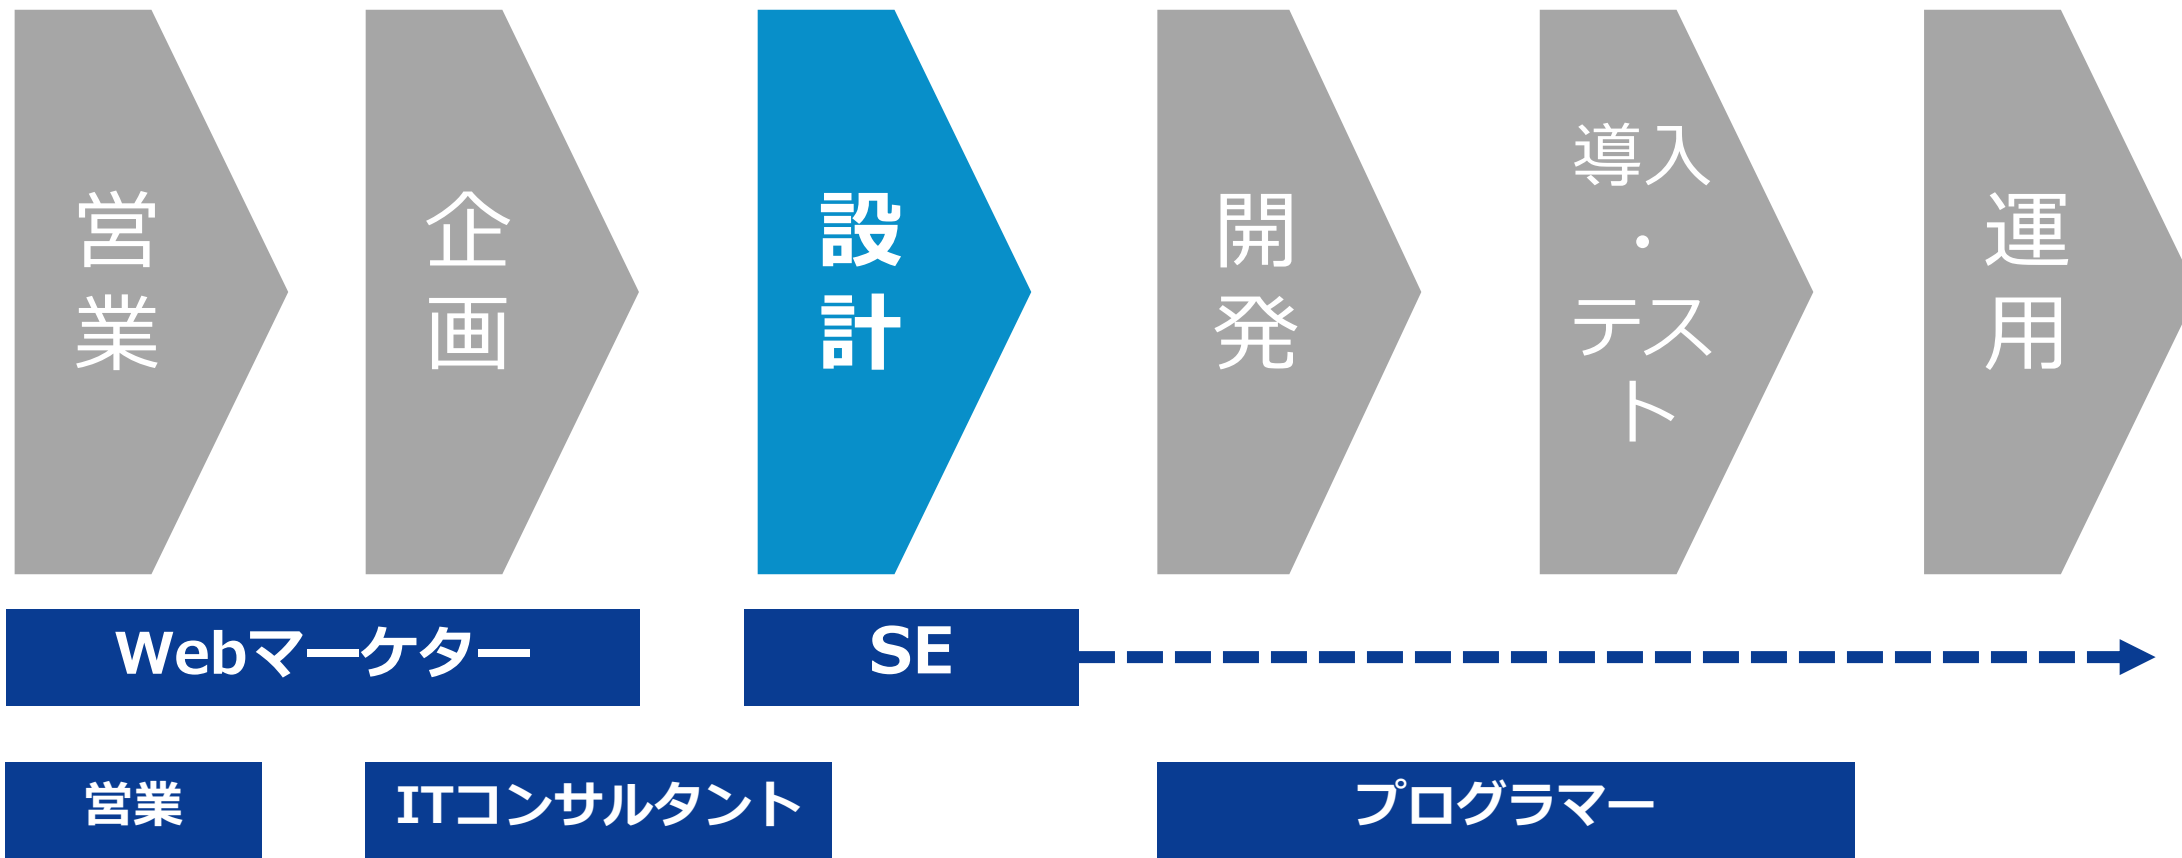 営
業
企
画
設
計
開
発
導入
・
テス
ト
運
用
Webマーケター
SE
営業
ITコンサルタント
プログラマー